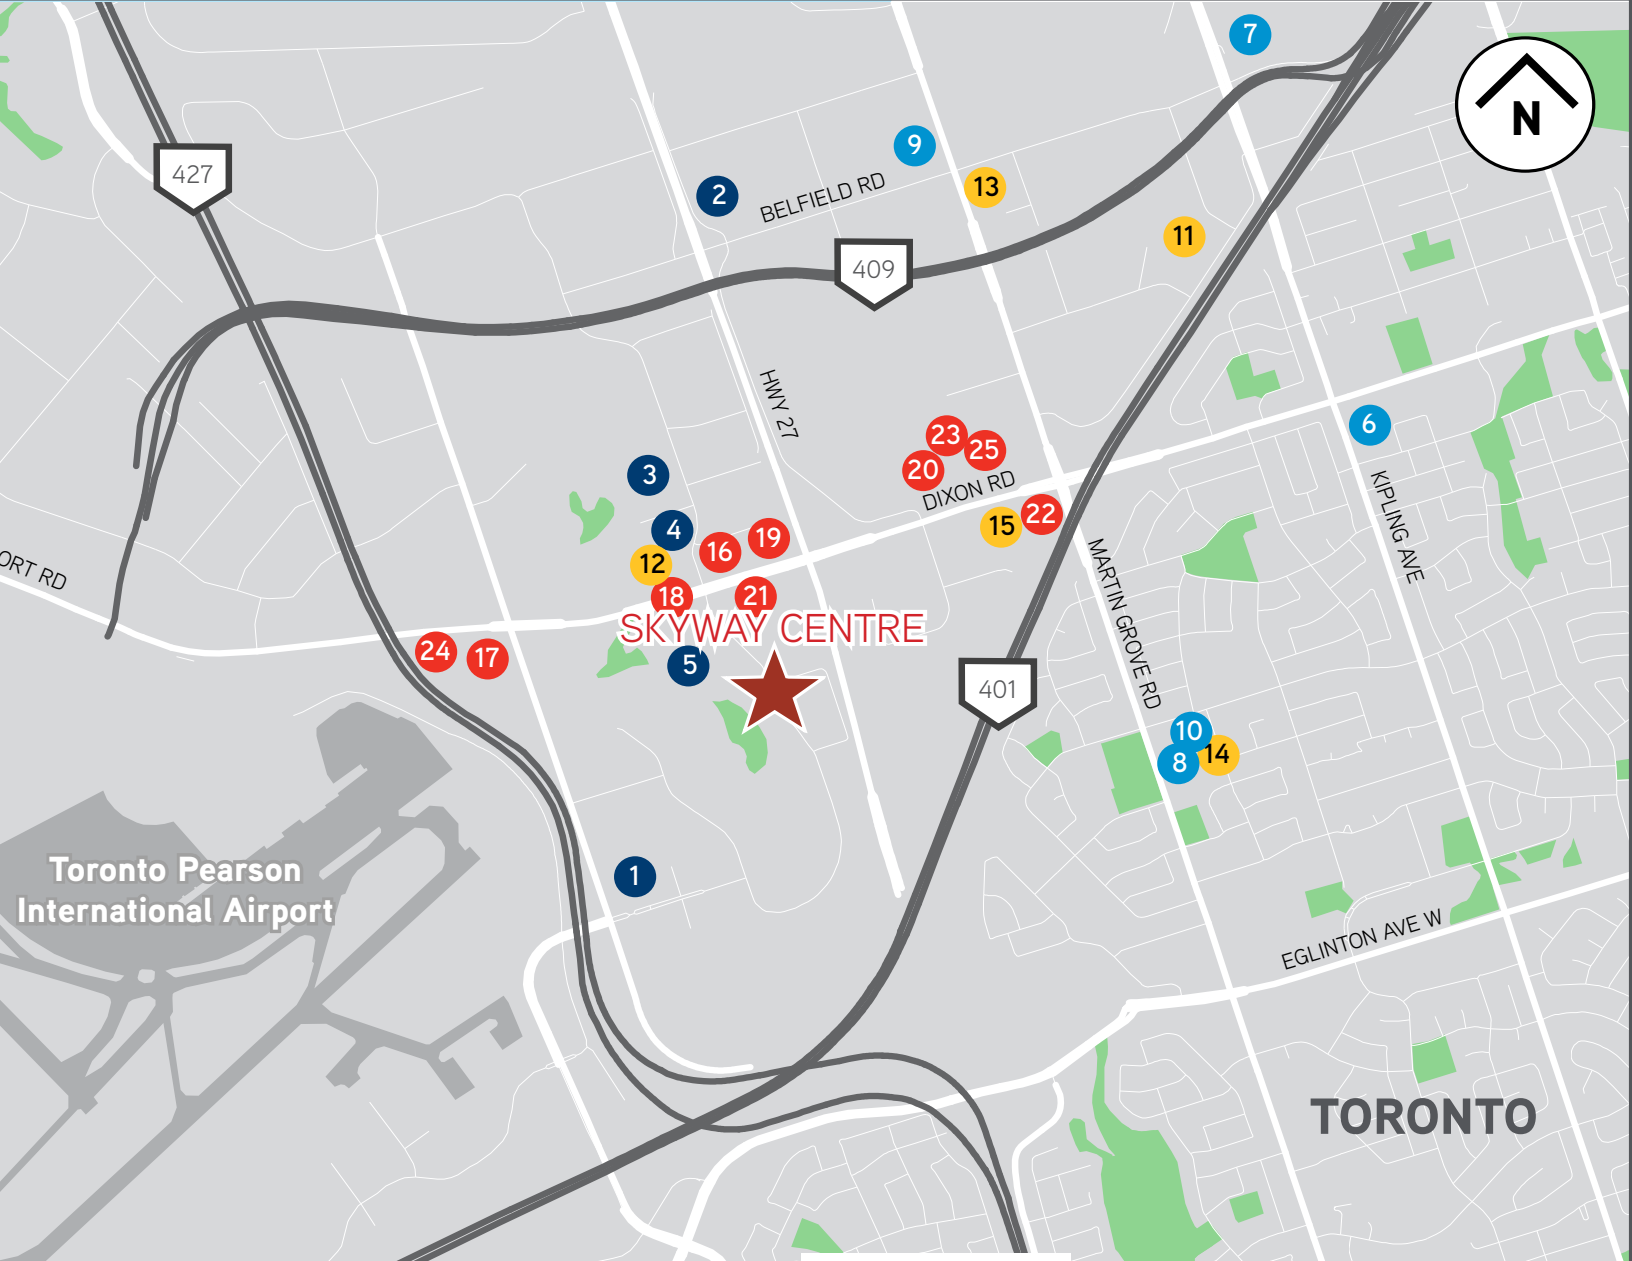 7
N
9
427
2
BELFIELD RD
13
11
409
HWY 27
6
23
25
3
20
DIXON RD
KIPLING AVE
4
19
15
22
16
12
ORT RD
18
21
MARTIN GROVE RD
SKYWAY CENTRE
24
17
5
401
10
14
8
Toronto Pearson
International Airport
1
EGLINTON AVE W
TORONTO